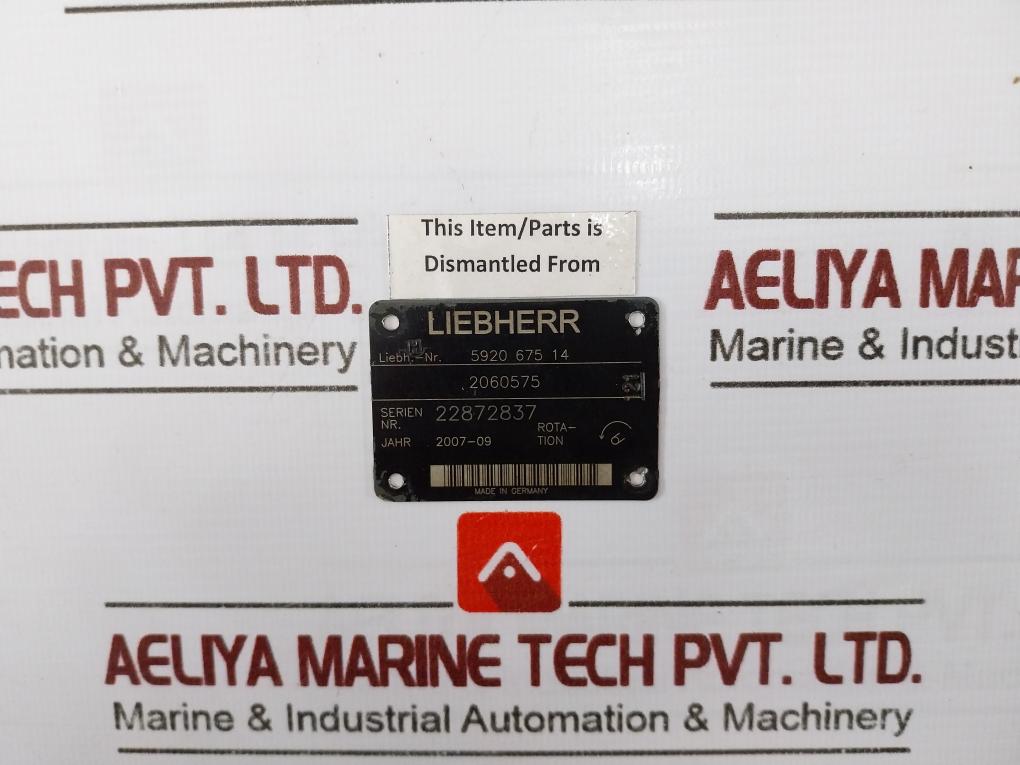 This Item/Parts is
Dismantled From
ECH PVT. LTD.
mation & Machinery
AELIYA MAR
Marine & Indust
LIEBHERR
Liebh.-Nr. 5920 675 14
2060575
121
SERIEN NR. 22872837
JAHR 2007-09
ROTA-
TION
MADE IN GERMANY
AELIYA MARINE TECH PVT. LTD.
Marine & Industrial Automation & Machinery